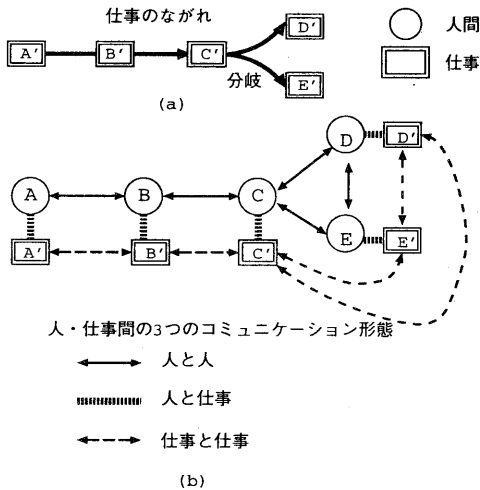 仕事のながれ
人間
仕事
A' B' C' D' E'
分岐
(a)
A B C D E
A' B' C' D' E'
人・仕事間の3つのコミュニケーション形態
人と人
人と仕事
仕事と仕事
(b)